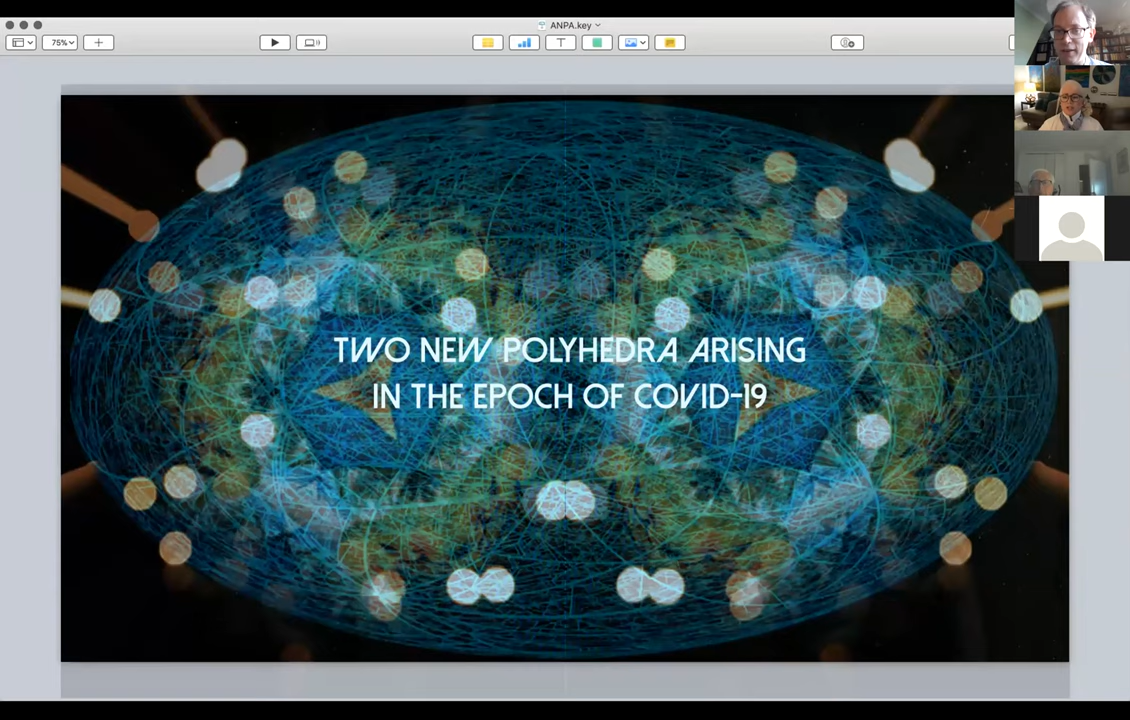 ANPA.key
75%
TWO NEW POLYHEDRA ARISING
IN THE EPOCH OF COVID-19